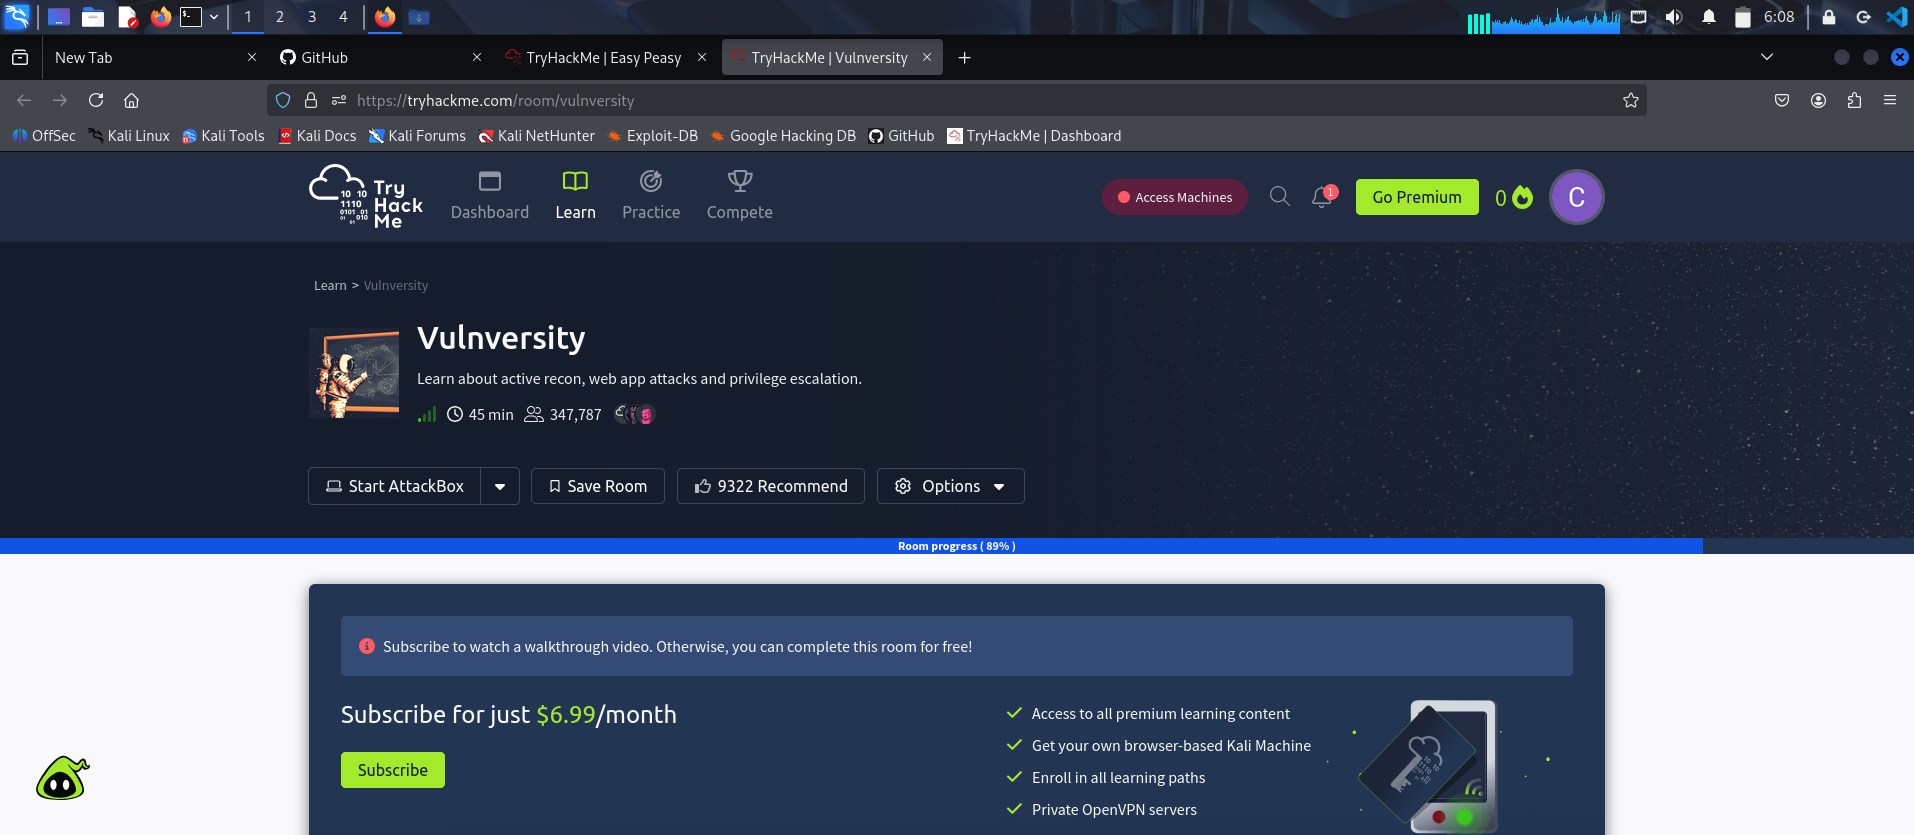 1 2 3 4 6:08
New Tab GitHub TryHackMe | Easy Peasy TryHackMe | Vulnversity
https://tryhackme.com/room/vulnversity
OffSec Kali Linux Kali Tools Kali Docs Kali Forums Kali NetHunter Exploit-DB Google Hacking DB GitHub TryHackMe | Dashboard
Try Hack Me Dashboard Learn Practice Compete Access Machines 1 Go Premium 0 C
Learn > Vulnversity
Vulnversity
Learn about active recon, web app attacks and privilege escalation.
45 min 347,787
Start AttackBox Save Room 9322 Recommend Options
Room progress ( 89% )
Subscribe to watch a walkthrough video. Otherwise, you can complete this room for free!
Subscribe for just $6.99/month
Subscribe
Access to all premium learning content
Get your own browser-based Kali Machine
Enroll in all learning paths
Private OpenVPN servers